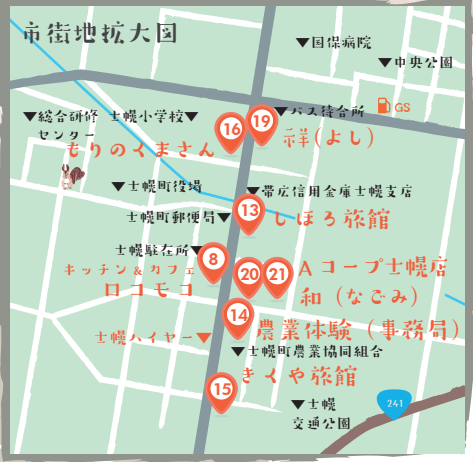 市街地拡大図
▼国保病院
▼中央公園
▼総合研修
センター
士幌小学校▼
▼バス待合所
GS
16
19
もりのくまさん
祥(よし)
▼士幌町役場
▼帯広信用金庫士幌支店
13
士幌町郵便局▼
しほろ旅館
士幌駐在所▼
8
キッチン&カフェ
ロコモコ
20
21
Aコープ士幌店
和(なごみ)
14
士幌ハイヤー▼
農業体験(事務局)
▼士幌町農業協同組合
15
きくや旅館
▼士幌
交通公園
241